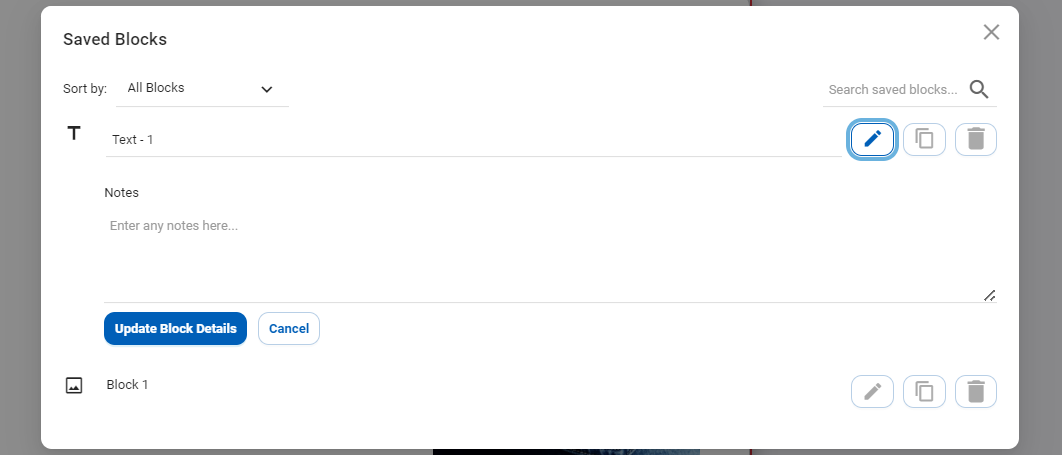 Saved Blocks
Sort by: All Blocks
Search saved blocks...
Text - 1
Notes
Enter any notes here...
Update Block Details Cancel
Block 1